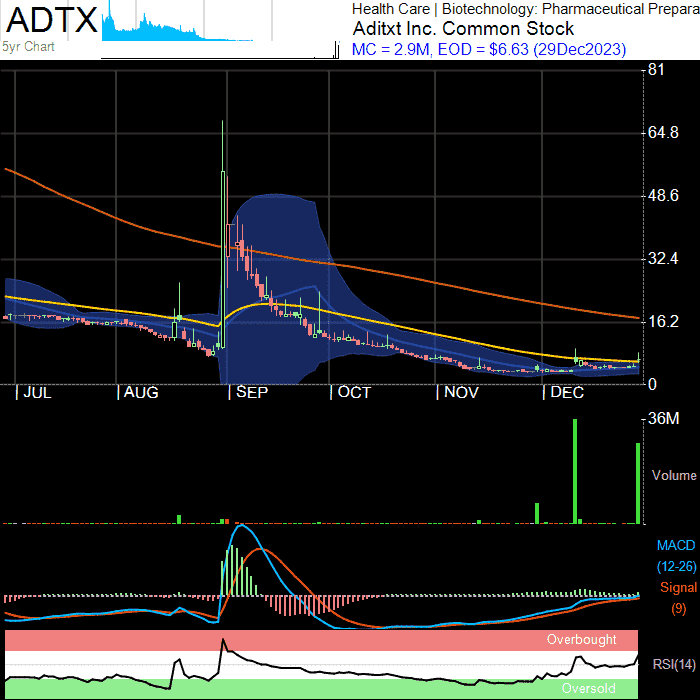 ADTX
5yr Chart
Health Care | Biotechnology: Pharmaceutical Prepara
Aditxt Inc. Common Stock
MC = 2.9M, EOD = $6.63 (29Dec2023)
81
64.8
48.6
32.4
16.2
0
JUL AUG SEP OCT NOV DEC
36M
Volume
MACD
(12-26)
Signal
(9)
Overbought
RSI(14)
Oversold